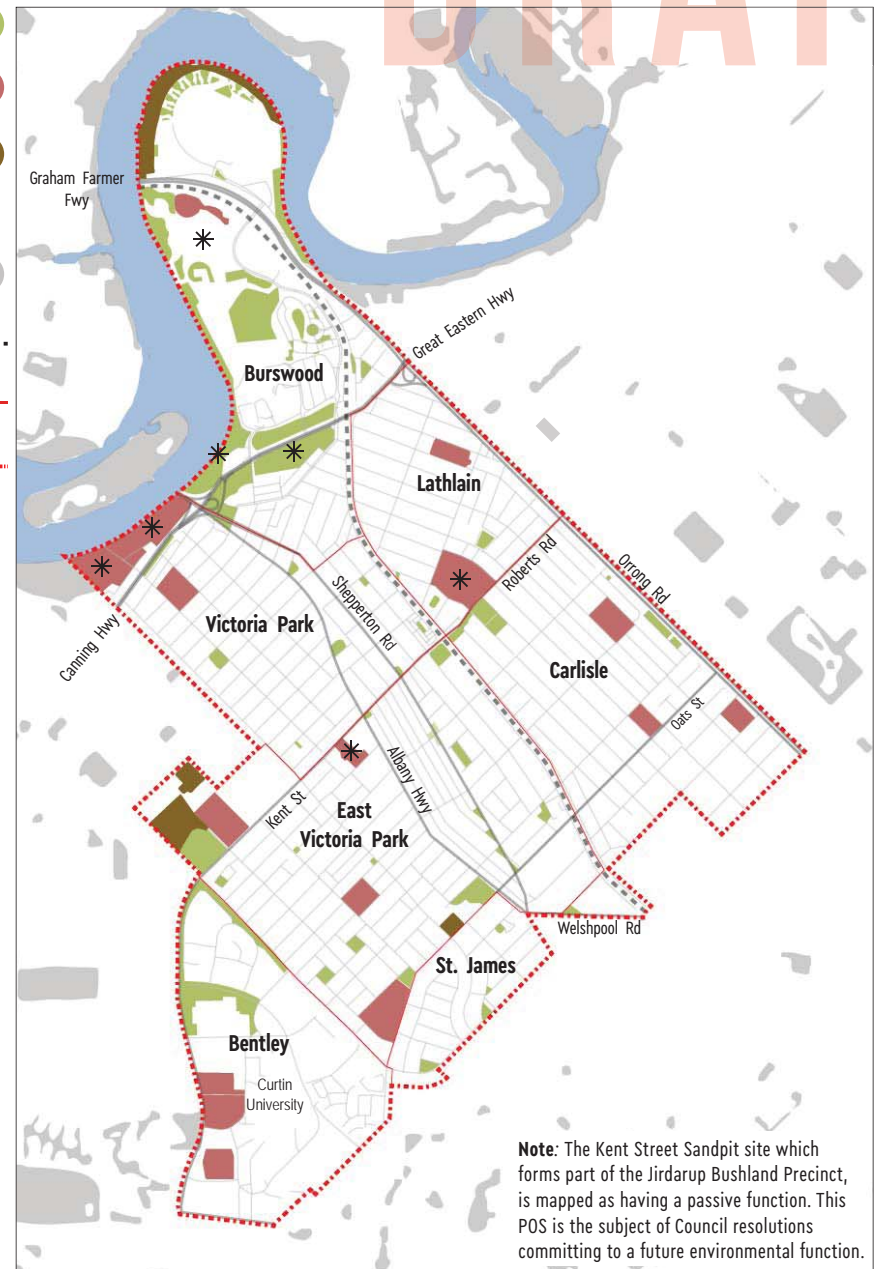 Graham Farmer
Fwy
Great Eastern Hwy
Burswood
Lathlain
Roberts Rd
Orrong Rd
Shepperton Rd
Victoria Park
Canning Hwy
Carlisle
Oats St
Albany Hwy
Kent St
East
Victoria Park
Welshpool Rd
St. James
Bentley
Curtin
University
Note: The Kent Street Sandpit site which
forms part of the Jirdarup Bushland Precinct,
is mapped as having a passive function. This
POS is the subject of Council resolutions
committing to a future environmental function.